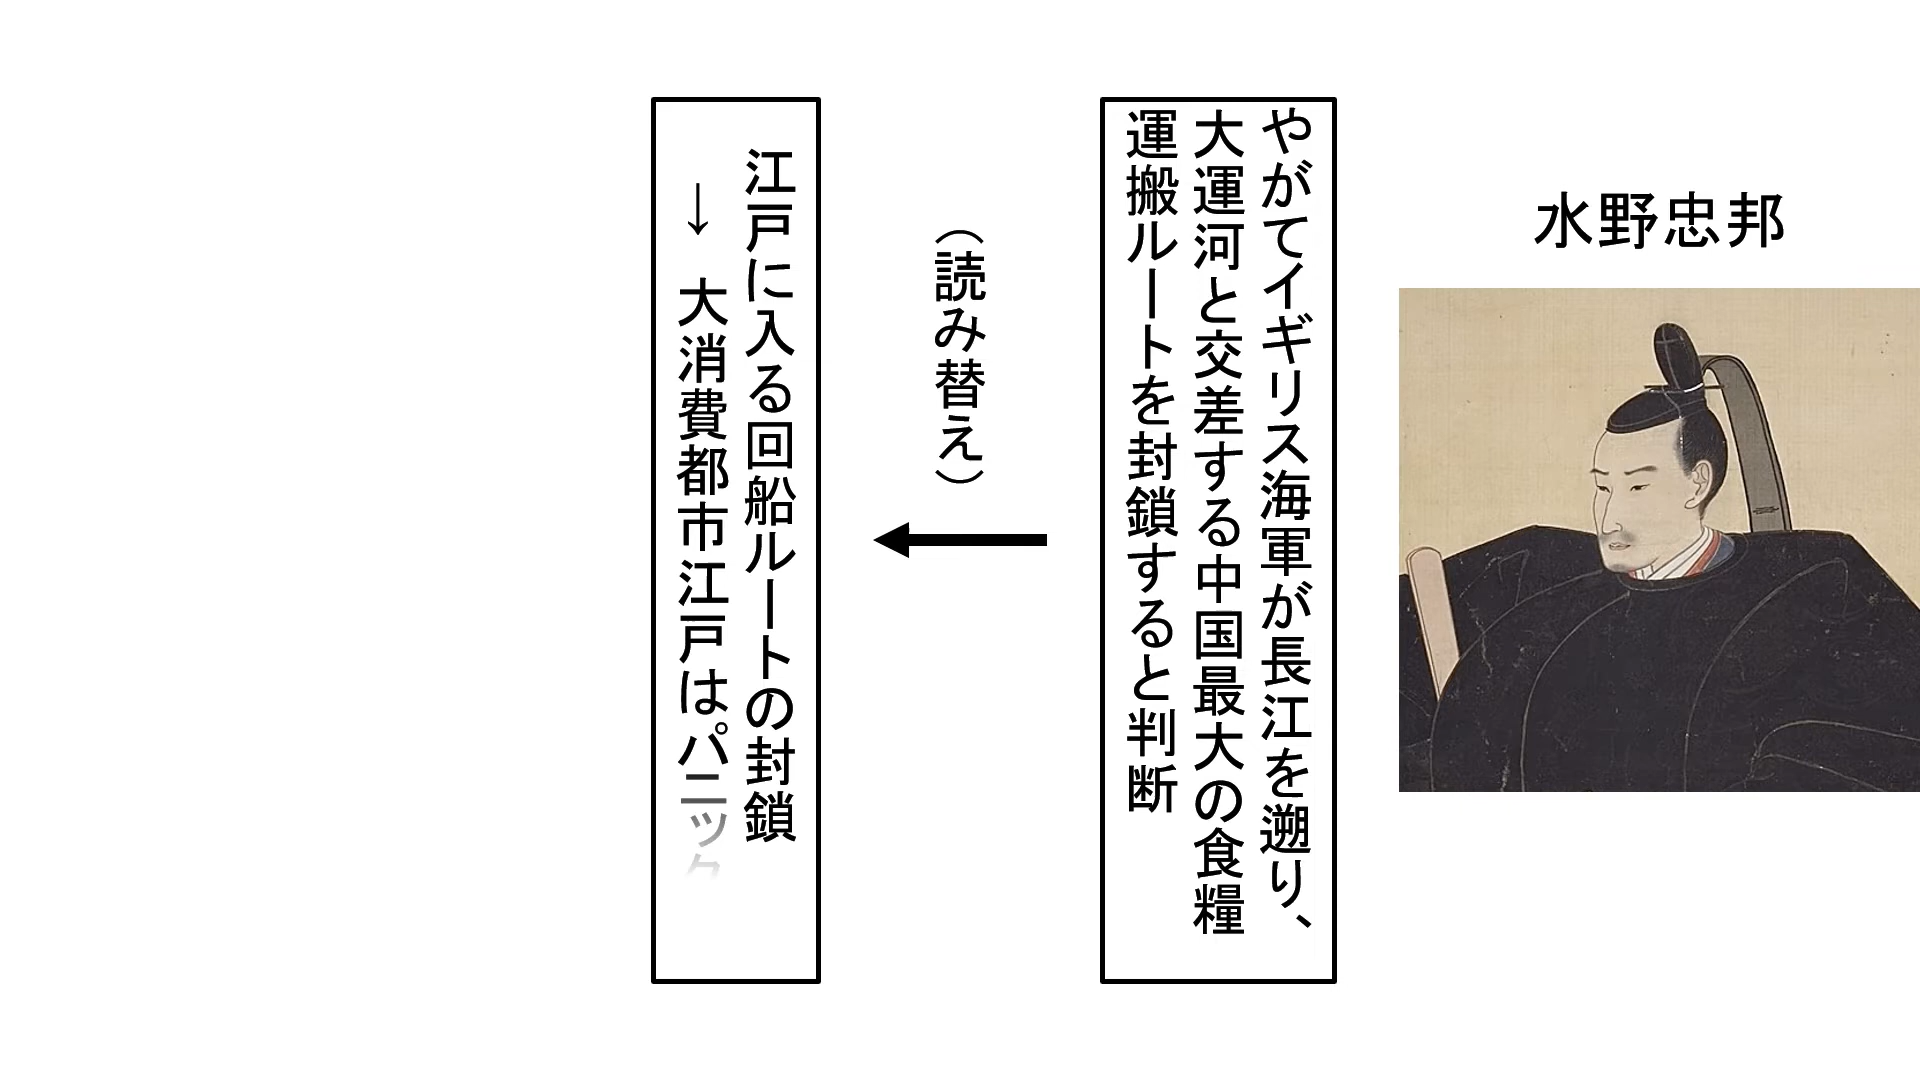 水野忠邦
やがてイギリス海軍が長江を遡り、
大運河と交差する中国最大の食糧
運搬ルートを封鎖すると判断
（読み替え）
江戸に入る回船ルートの封鎖
→ 大消費都市江戸はパニック